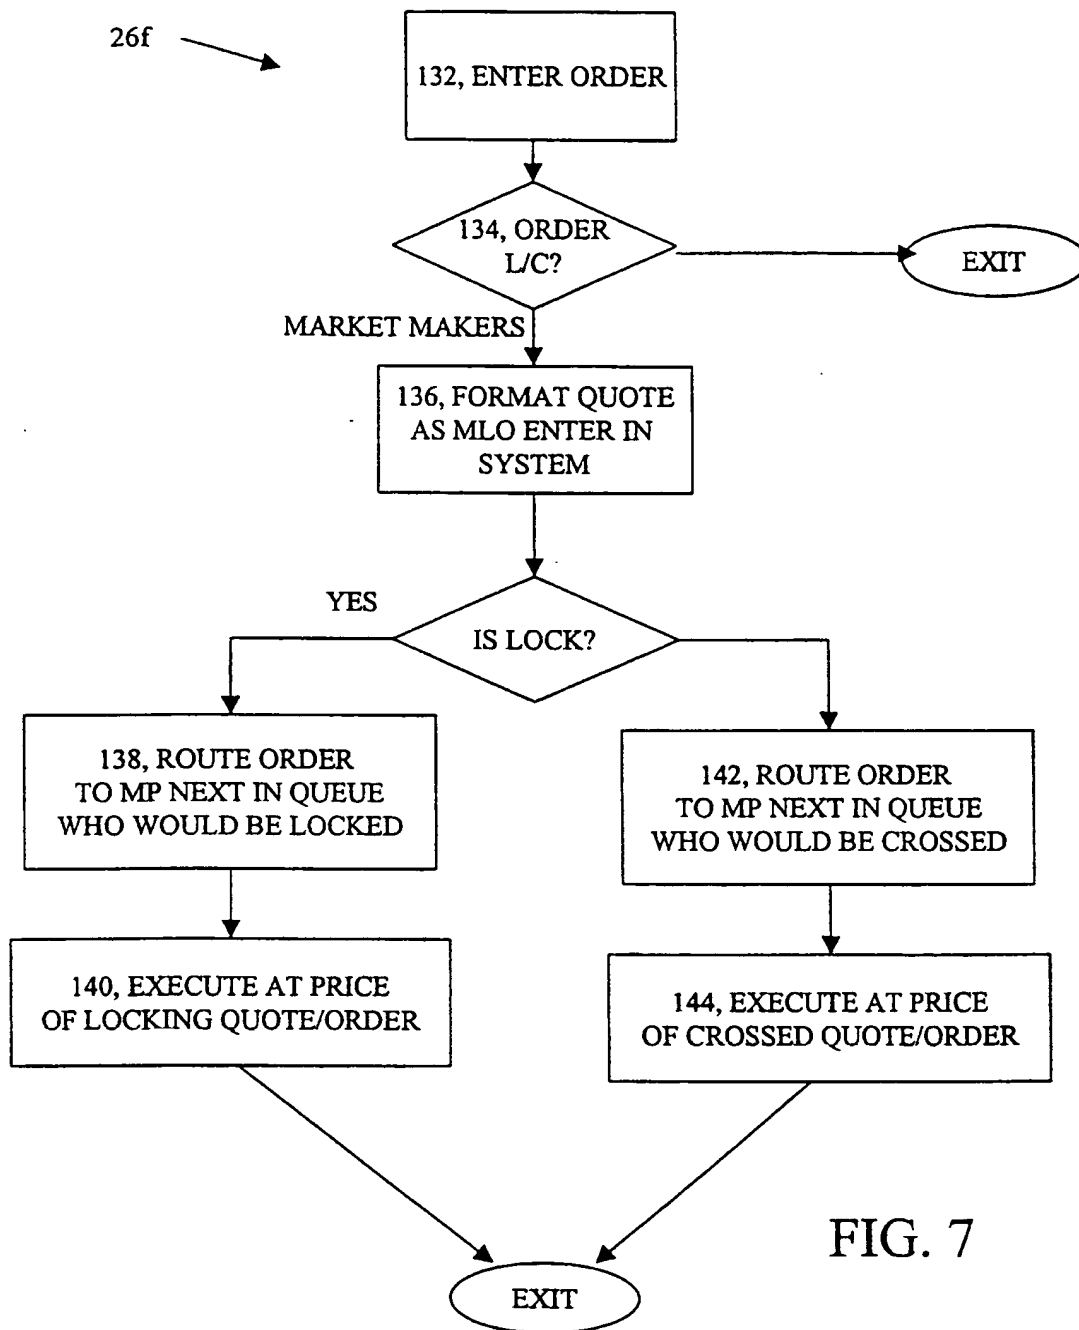 26f
132, ENTER ORDER
134, ORDER
L/C?
EXIT
MARKET MAKERS
136, FORMAT QUOTE
AS MLO ENTER IN
SYSTEM
YES
IS LOCK?
138, ROUTE ORDER
TO MP NEXT IN QUEUE
WHO WOULD BE LOCKED
142, ROUTE ORDER
TO MP NEXT IN QUEUE
WHO WOULD BE CROSSED
140, EXECUTE AT PRICE
OF LOCKING QUOTE/ORDER
144, EXECUTE AT PRICE
OF CROSSED QUOTE/ORDER
FIG. 7
EXIT